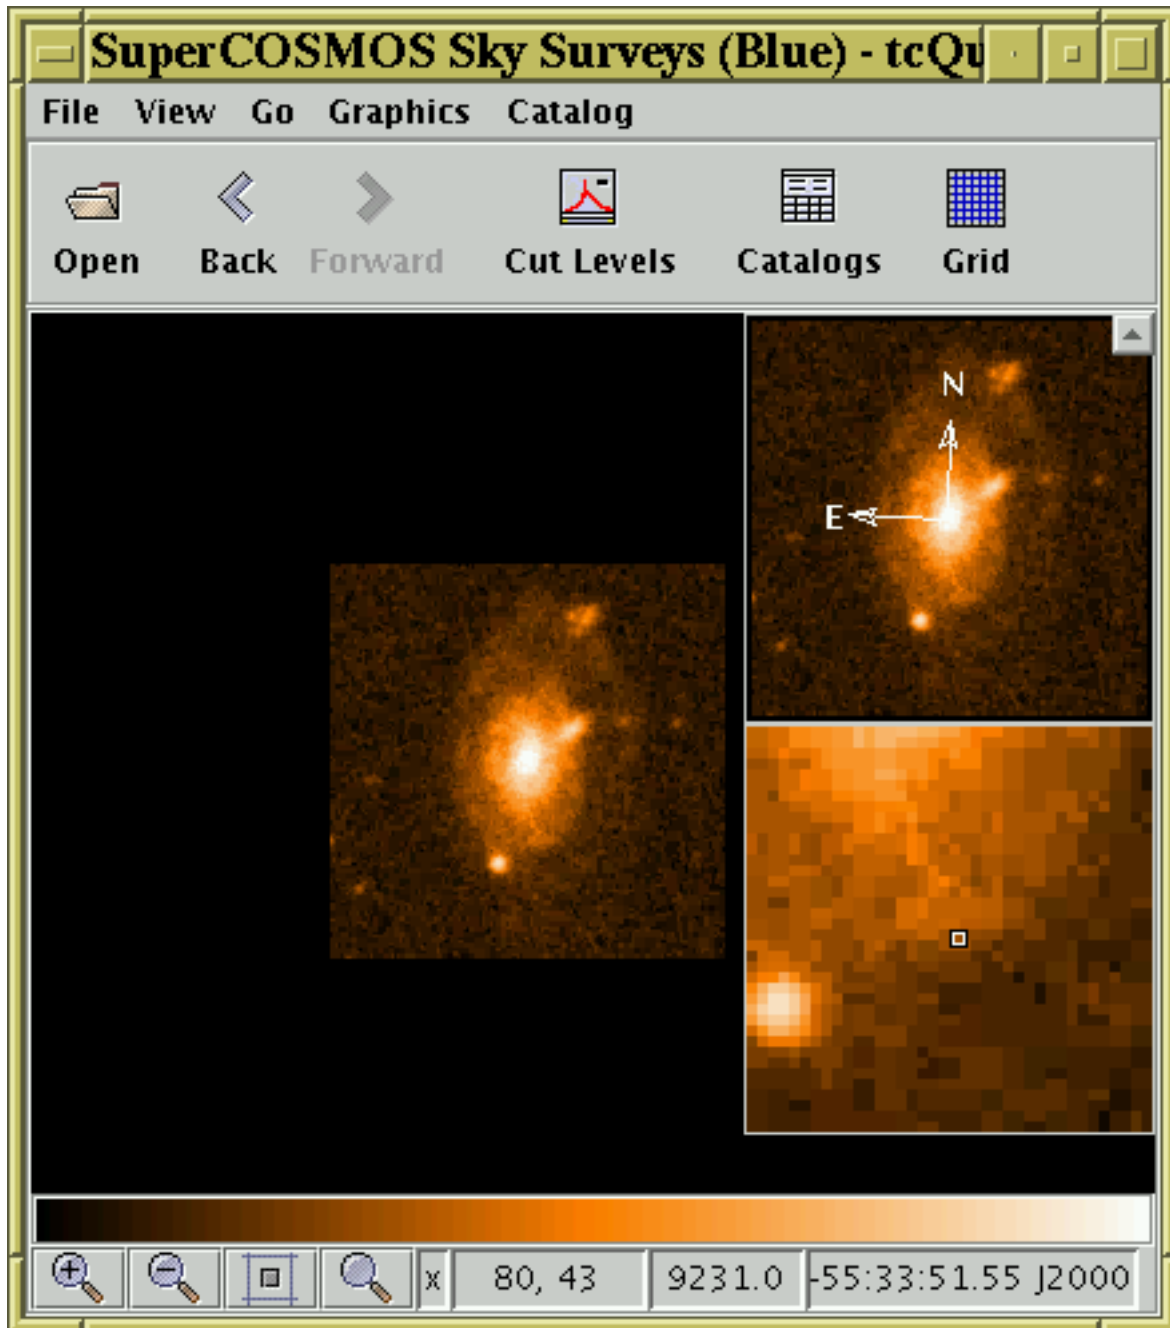 SuperCOSMOS Sky Surveys (Blue) - tcQu
File View Go Graphics Catalog
Open Back Forward Cut Levels Catalogs Grid
N
E
x 80, 43 9231.0 -55:33:51.55 J2000